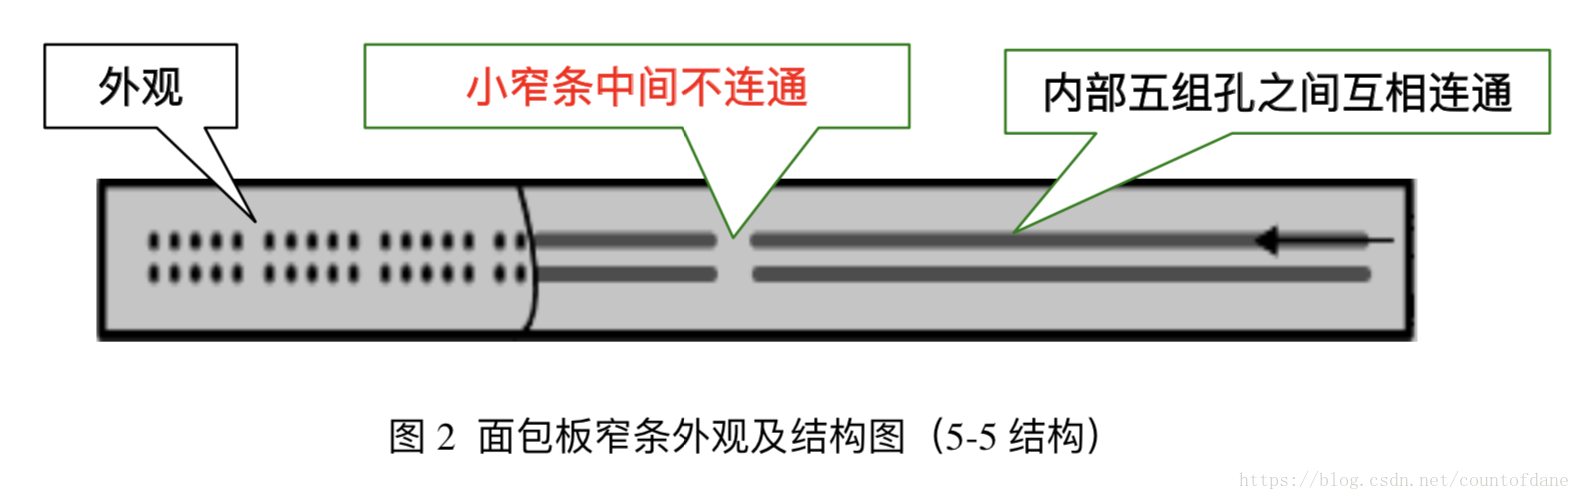 外观
小窄条中间不连通
内部五组孔之间互相连通
图 2 面包板窄条外观及结构图（5-5 结构）
https://blog.csdn.net/countofdane